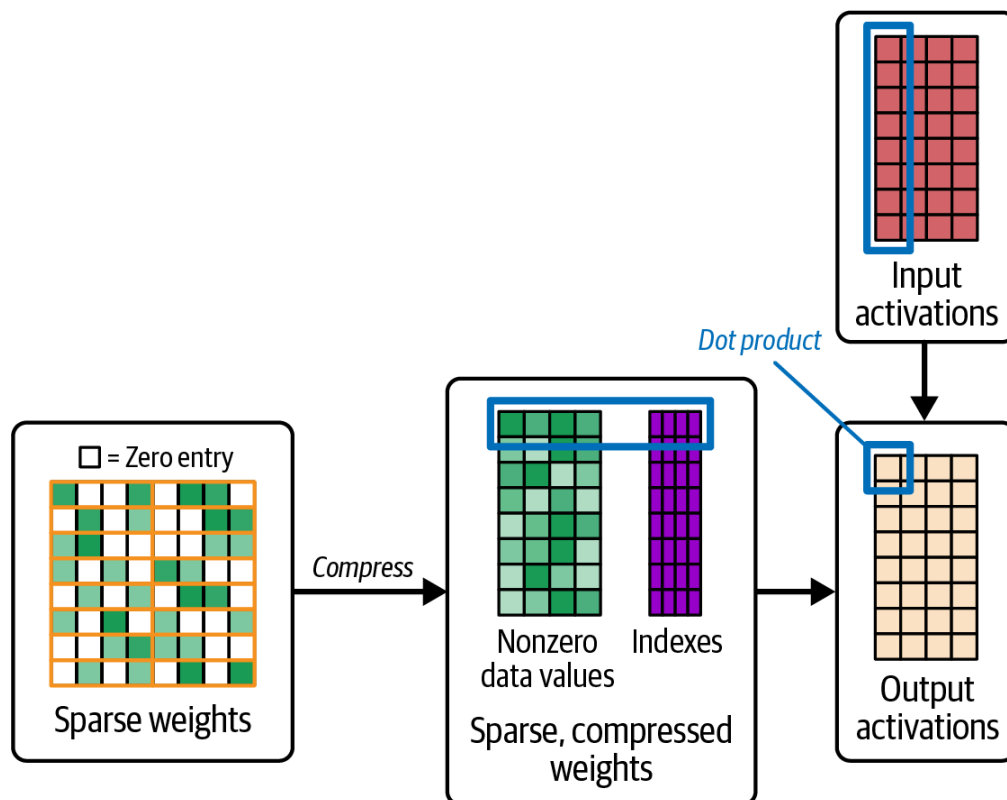 Input
activations
Dot product
= Zero entry
Sparse weights
Compress
Nonzero
data values
Indexes
Sparse, compressed
weights
Output
activations